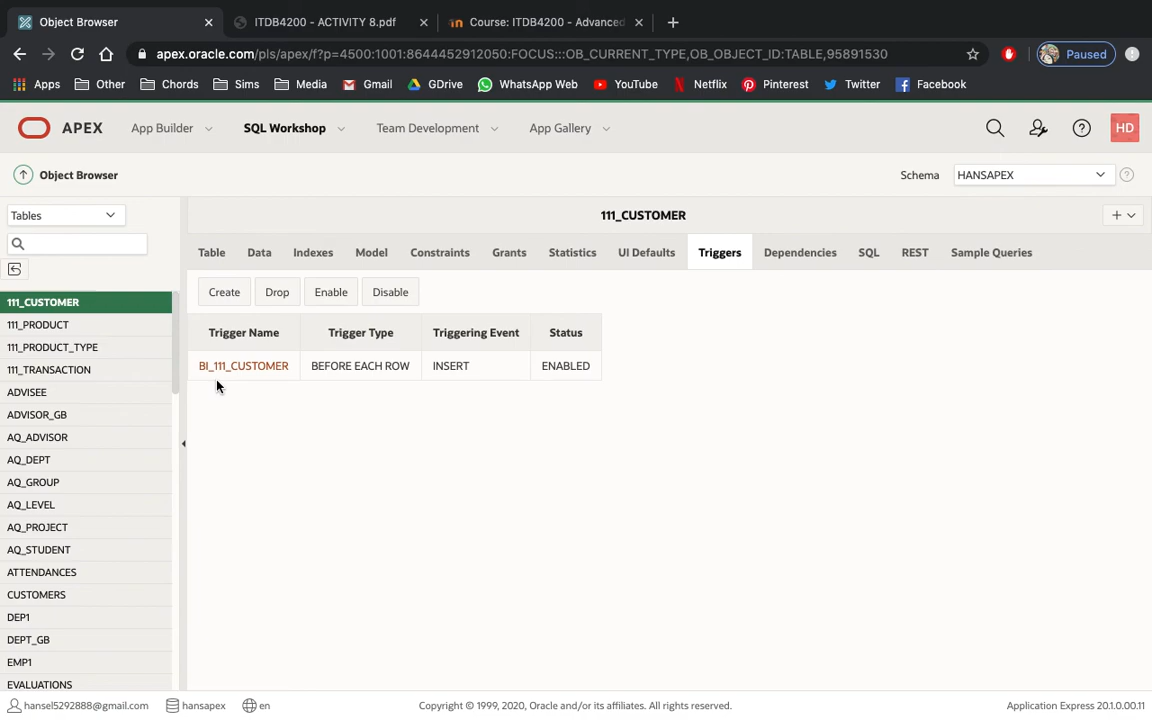 Object Browser
ITDB4200 - ACTIVITY 8.pdf
Course: ITDB4200 - Advanced
apex.oracle.com/pls/apex/f?p=4500:1001:8644452912050:FOCUS:::OB_CURRENT_TYPE,OB_OBJECT_ID:TABLE,95891530
Paused
Apps
Other
Chords
Sims
Media
Gmail
GDrive
WhatsApp Web
YouTube
Netflix
Pinterest
Twitter
Facebook
APEX
App Builder
SQL Workshop
Team Development
App Gallery
HD
Object Browser
Schema
HANSAPEX
Tables
111_CUSTOMER
111_PRODUCT
111_PRODUCT_TYPE
111_TRANSACTION
ADVISEE
ADVISOR_GB
AQ_ADVISOR
AQ_DEPT
AQ_GROUP
AQ_LEVEL
AQ_PROJECT
AQ_STUDENT
ATTENDANCES
CUSTOMERS
DEP1
DEPT_GB
EMP1
EVALUATIONS
111_CUSTOMER
Table
Data
Indexes
Model
Constraints
Grants
Statistics
UI Defaults
Triggers
Dependencies
SQL
REST
Sample Queries
Create
Drop
Enable
Disable
Trigger Name
Trigger Type
Triggering Event
Status
BI_111_CUSTOMER
BEFORE EACH ROW
INSERT
ENABLED
hansel5292888@gmail.com
hansapex
en
Copyright © 1999, 2020, Oracle and/or its affiliates. All rights reserved.
Application Express 20.1.0.00.11